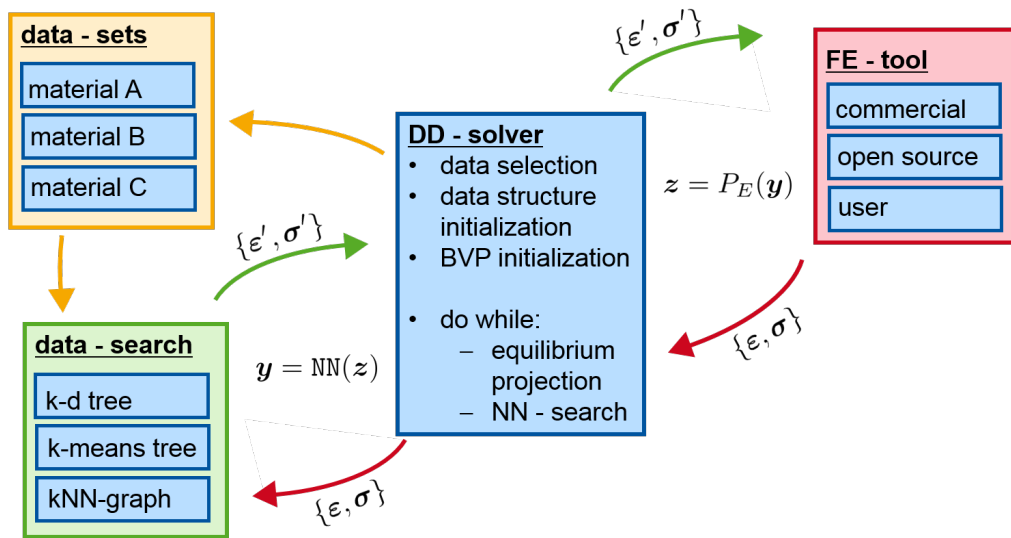 data - sets
material A
material B
material C
{ε′, σ′}
FE - tool
commercial
open source
user
DD - solver
• data selection
• data structure
initialization
• BVP initialization
• do while:
– equilibrium
projection
– NN - search
z = P_E(y)
{ε′, σ′}
{ε, σ}
data - search
k-d tree
k-means tree
kNN-graph
y = NN(z)
{ε, σ}